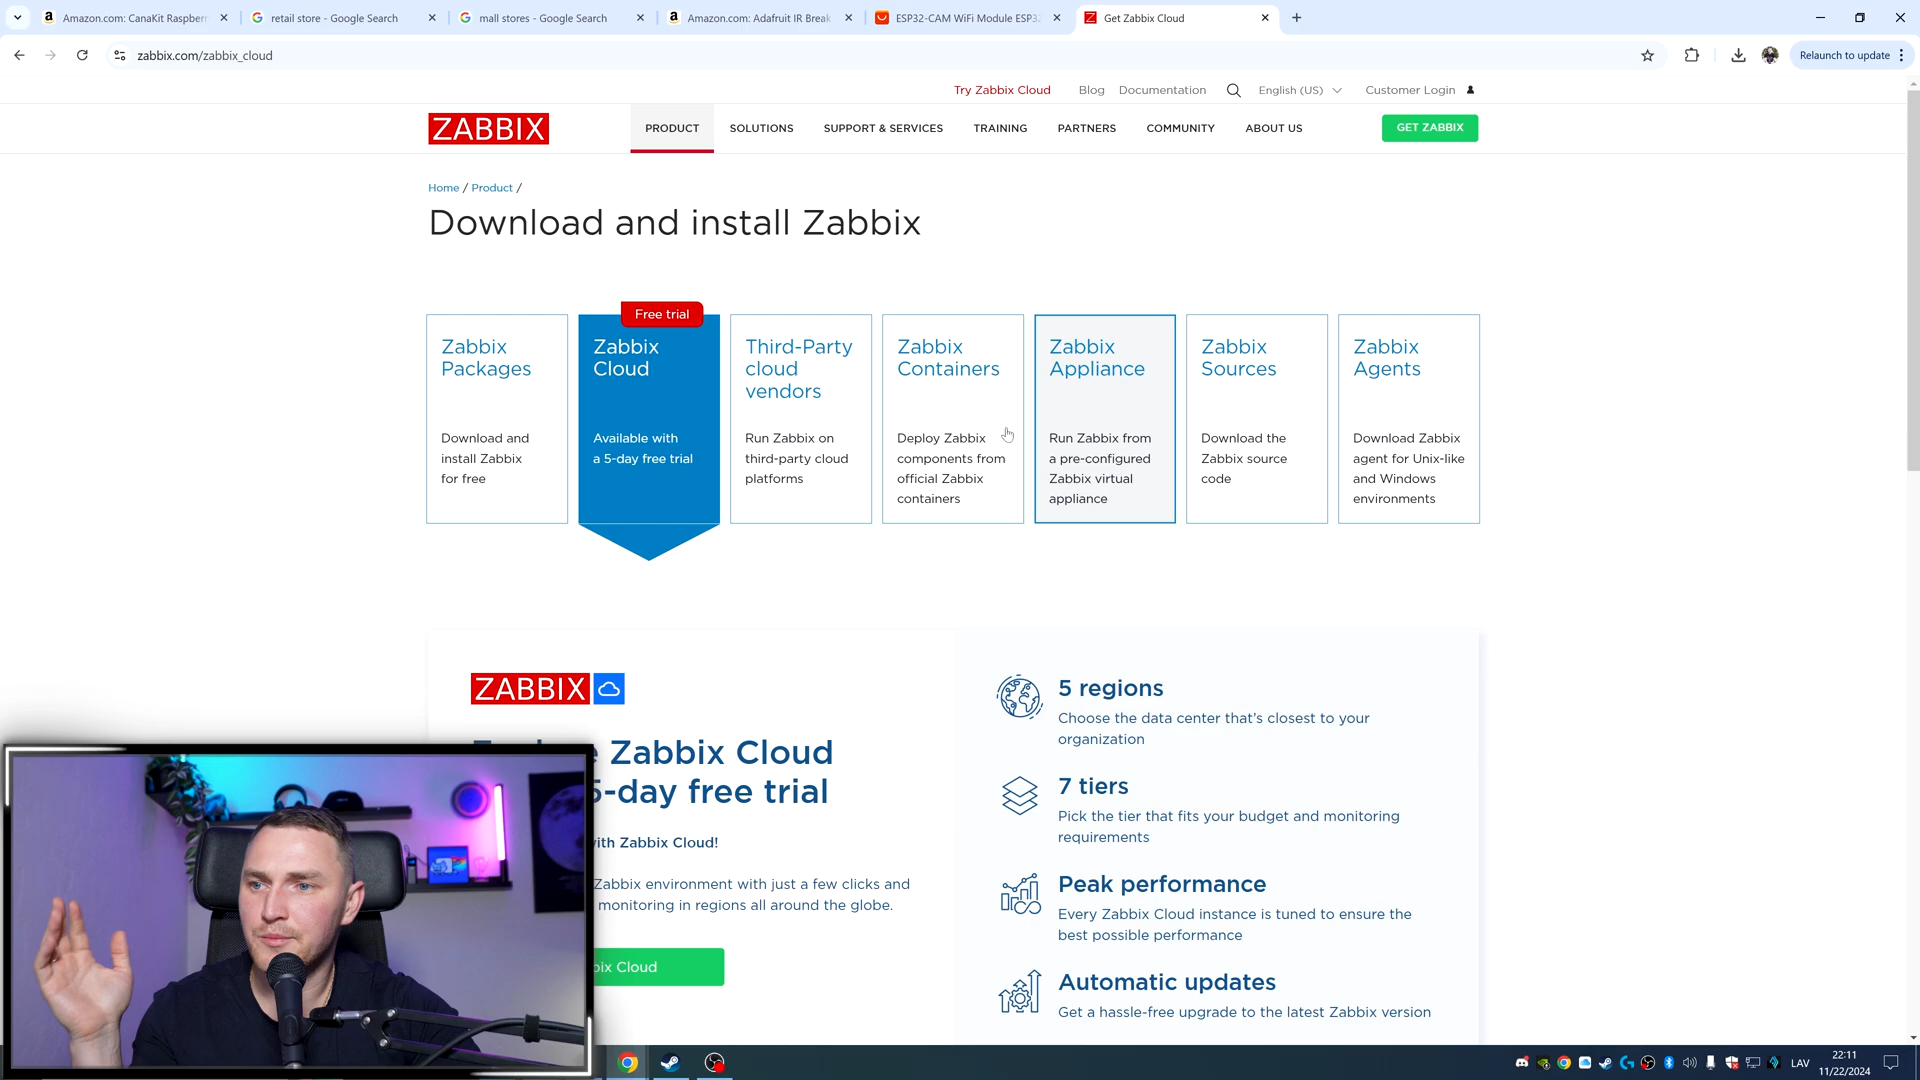 Amazon.com: CanaKit Raspberr
retail store - Google Search
mall stores - Google Search
Amazon.com: Adafruit IR Break
ESP32-CAM WiFi Module ESP32
Get Zabbix Cloud
zabbix.com/zabbix_cloud
Relaunch to update
Try Zabbix Cloud
Blog
Documentation
English (US)
Customer Login
ZABBIX
PRODUCT
SOLUTIONS
SUPPORT & SERVICES
TRAINING
PARTNERS
COMMUNITY
ABOUT US
GET ZABBIX
Home / Product /
Download and install Zabbix
Zabbix
Packages
Download and
install Zabbix
for free
Free trial
Zabbix
Cloud
Available with
a 5-day free trial
Third-Party
cloud
vendors
Run Zabbix on
third-party cloud
platforms
Zabbix
Containers
Deploy Zabbix
components from
official Zabbix
containers
Zabbix
Appliance
Run Zabbix from
a pre-configured
Zabbix virtual
appliance
Zabbix
Sources
Download the
Zabbix source
code
Zabbix
Agents
Download Zabbix
agent for Unix-like
and Windows
environments
ZABBIX
Zabbix Cloud
5-day free trial
with Zabbix Cloud!
Zabbix environment with just a few clicks and
monitoring in regions all around the globe.
bix Cloud
5 regions
Choose the data center that's closest to your
organization
7 tiers
Pick the tier that fits your budget and monitoring
requirements
Peak performance
Every Zabbix Cloud instance is tuned to ensure the
best possible performance
Automatic updates
Get a hassle-free upgrade to the latest Zabbix version
LAV
22:11
11/22/2024